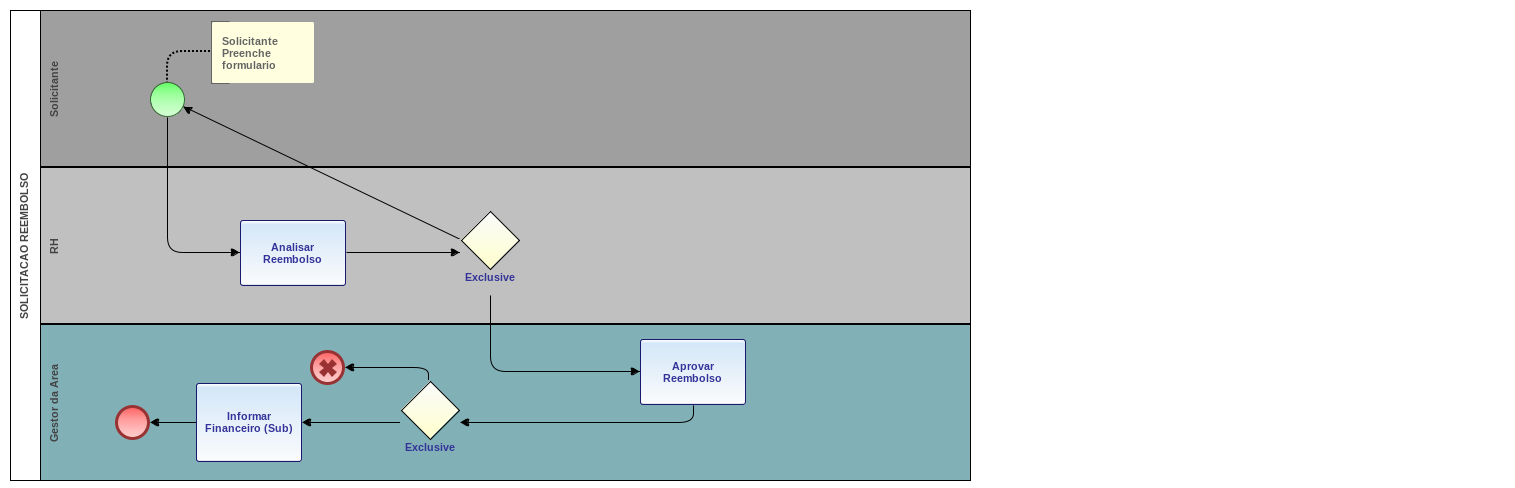 SOLICITACAO REEMBOLSO
Solicitante
Solicitante
Preenche
formulario
RH
Analisar
Reembolso
Exclusive
Gestor da Area
Aprovar
Reembolso
Informar
Financeiro (Sub)
Exclusive